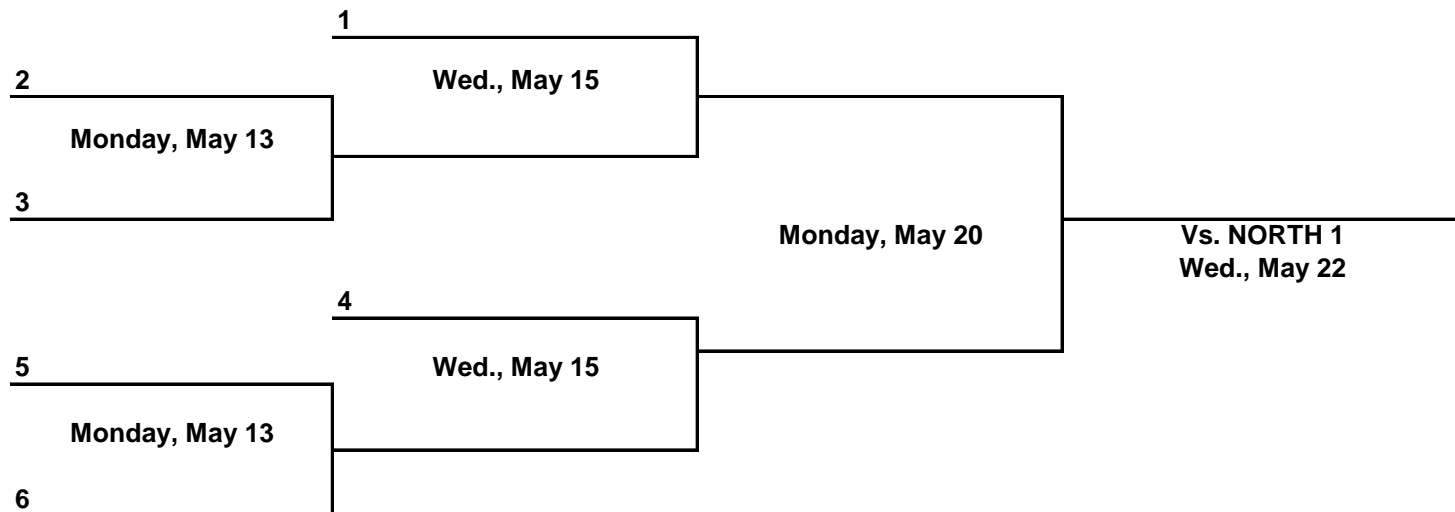 1
2
Wed., May 15
Monday, May 13
3
Monday, May 20
Vs. NORTH 1
Wed., May 22
4
5
Wed., May 15
Monday, May 13
6